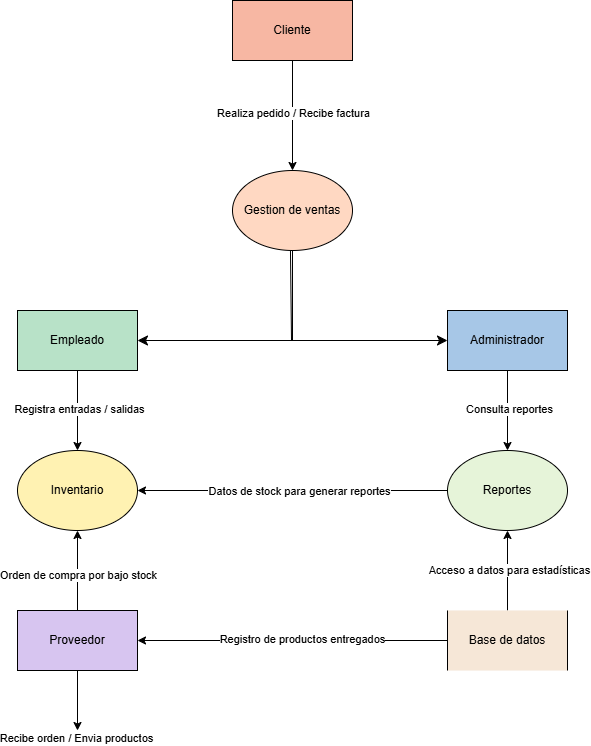 Cliente
Realiza pedido / Recibe factura
Gestion de ventas
Empleado
Administrador
Registra entradas / salidas
Consulta reportes
Inventario
Datos de stock para generar reportes
Reportes
Orden de compra por bajo stock
Acceso a datos para estadísticas
Proveedor
Registro de productos entregados
Base de datos
Recibe orden / Envia productos